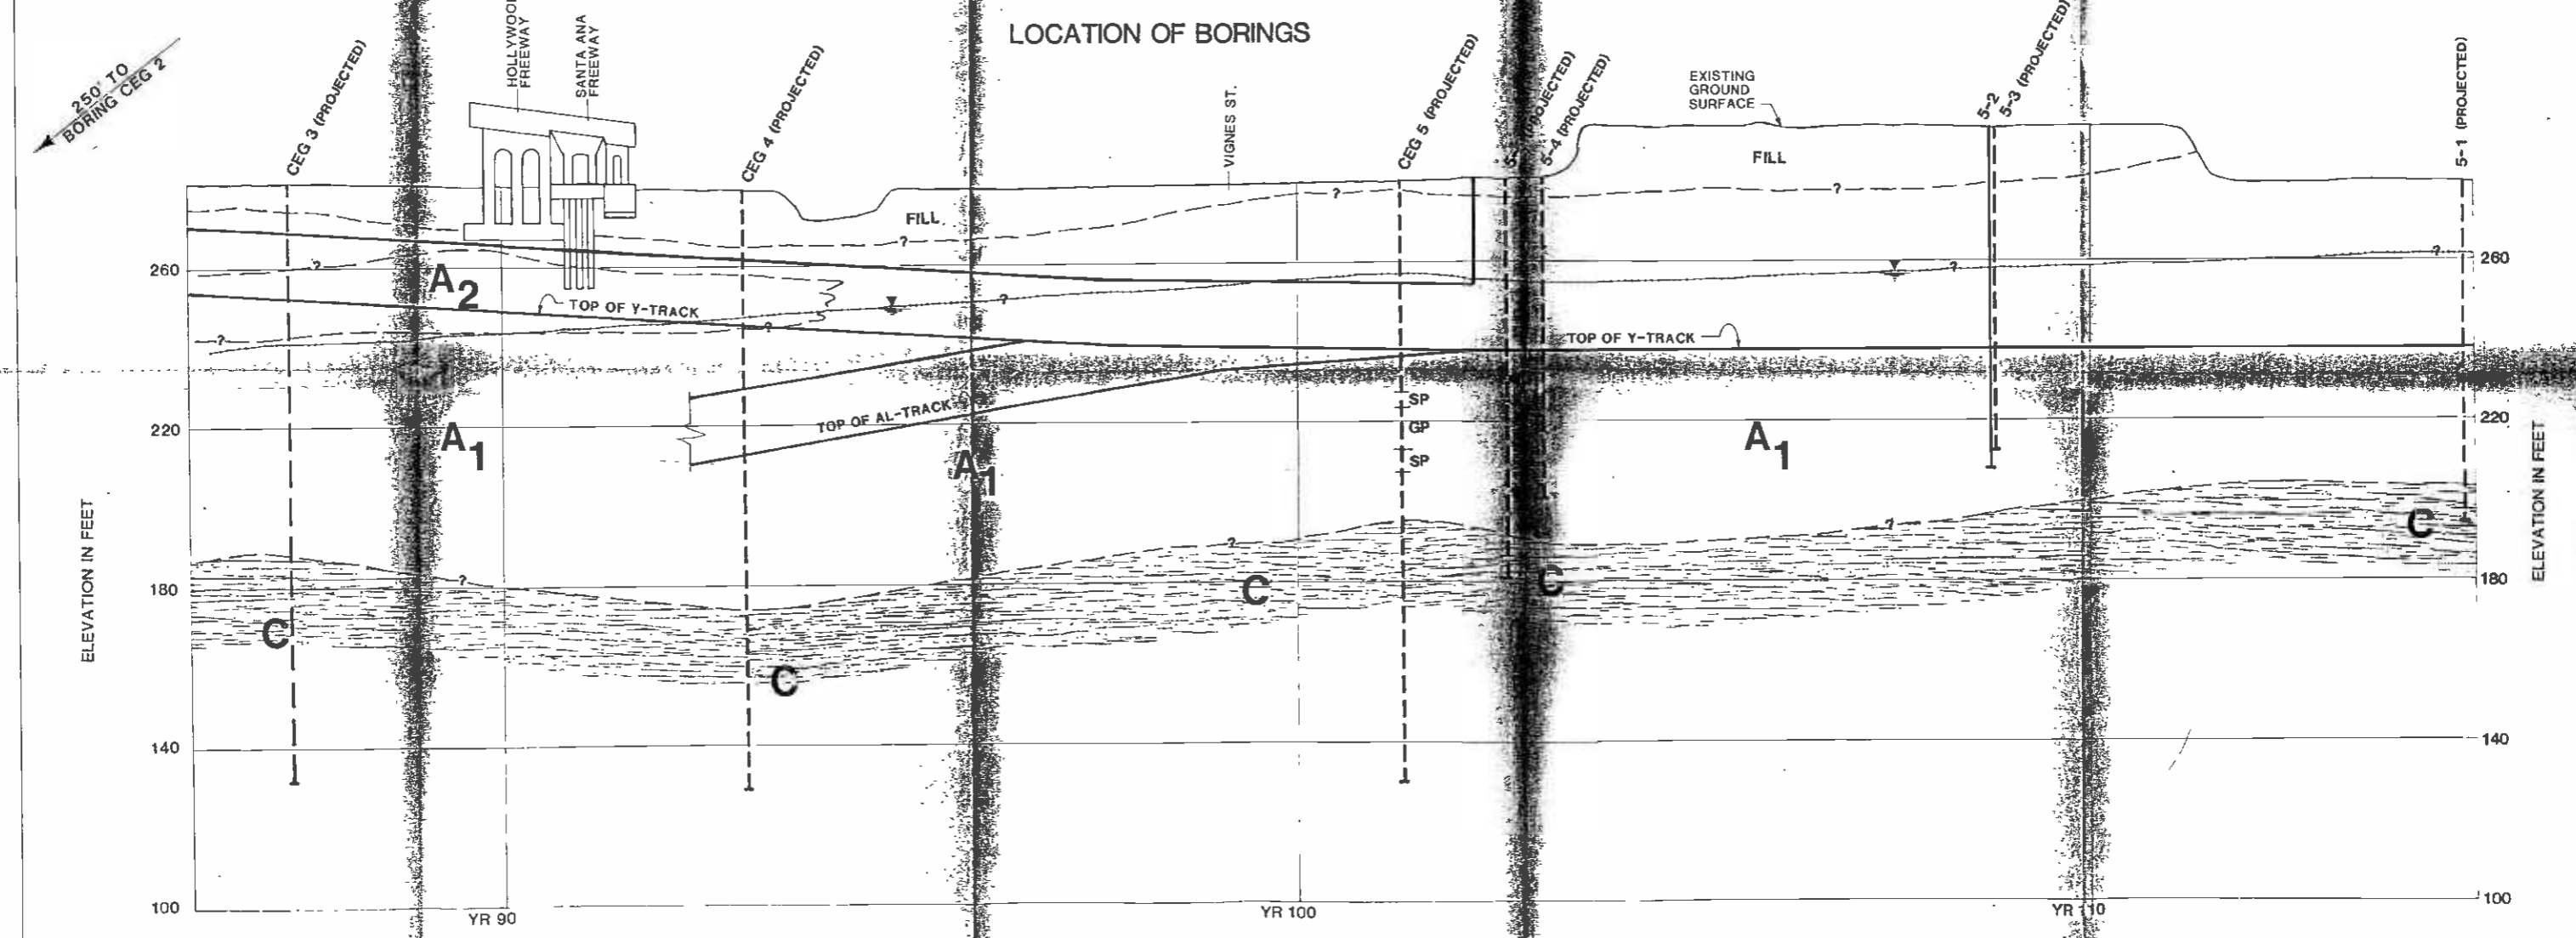 LOCATION OF BORINGS
250' TO
BORING CEG 2
CEG 3 (PROJECTED)
HOLLYWOOD
FREEWAY
SANTA ANA
FREEWAY
CEG 4 (PROJECTED)
VIGNES ST.
CEG 5 (PROJECTED)
5-4 (PROJECTED)
EXISTING
GROUND
SURFACE
5-2
5-3 (PROJECTED)
5-1 (PROJECTED)
FILL
FILL
?
?
?
?
?
?
?
260
260
A2
TOP OF Y-TRACK
?
?
?
TOP OF Y-TRACK
TOP OF AL-TRACK
SP
GP
SP
220
220
A1
A1
A1
ELEVATION IN FEET
ELEVATION IN FEET
?
?
?
180
180
C
C
C
C
C
140
140
100
100
YR 90
YR 100
YR 110